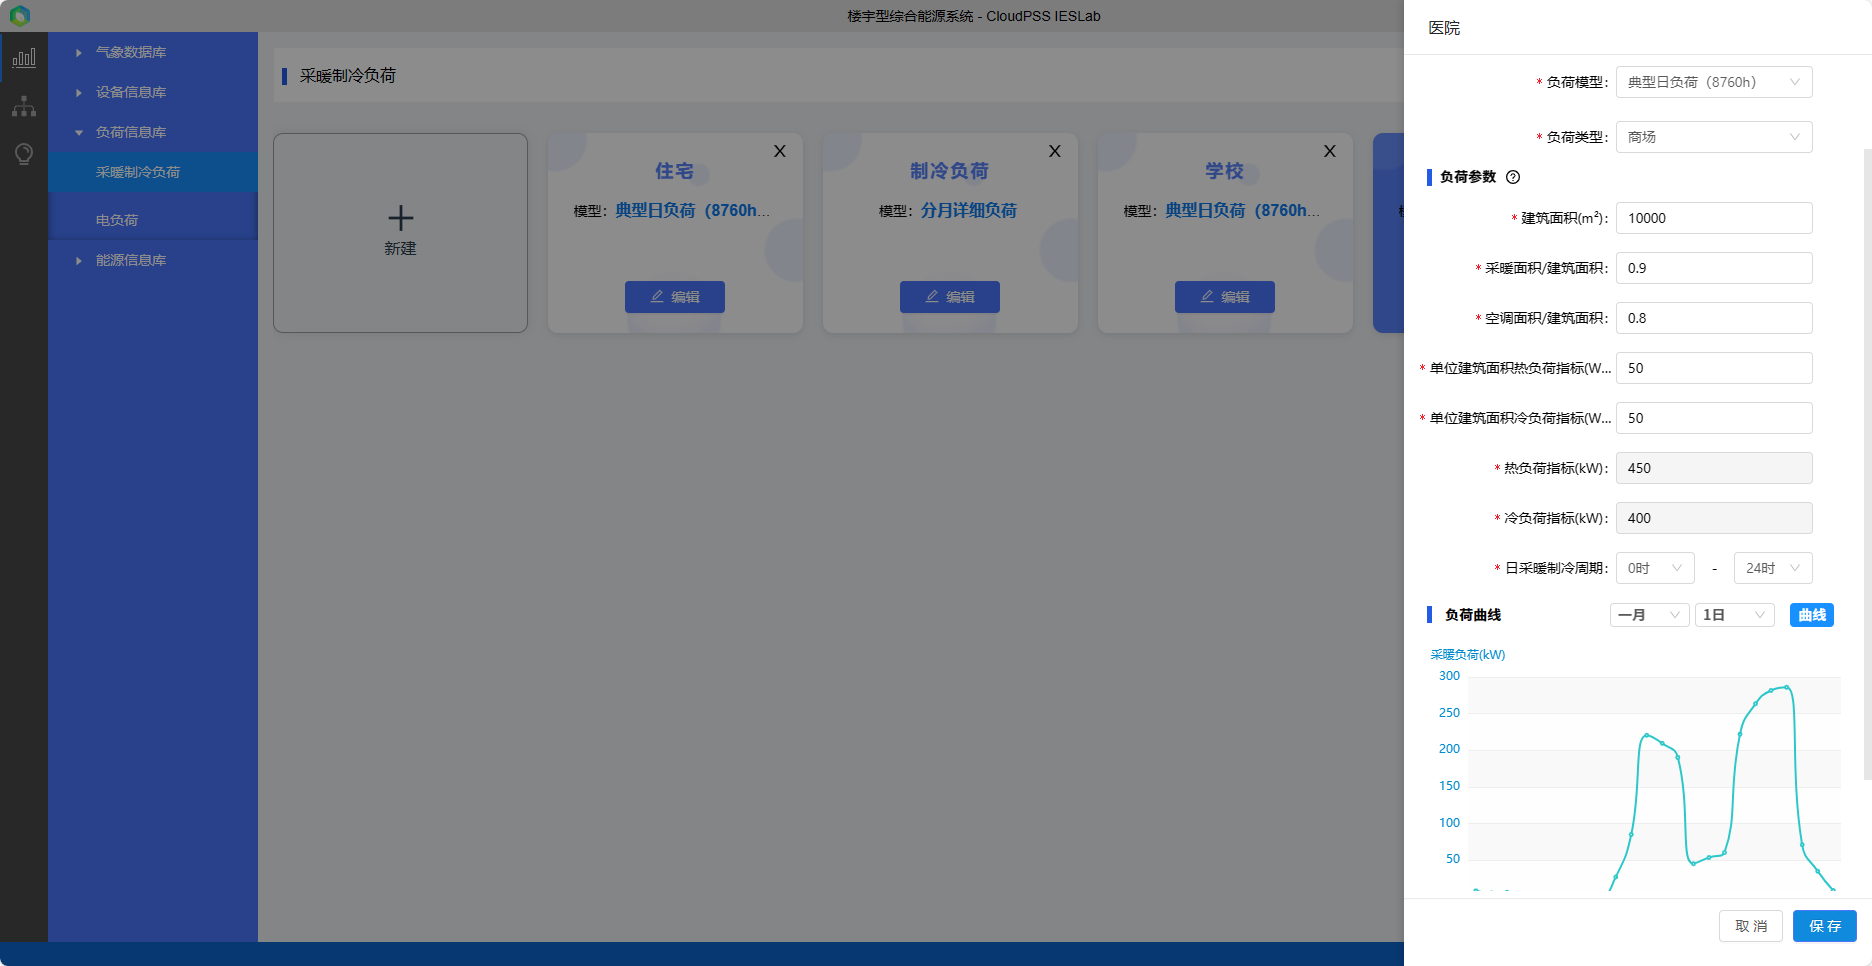 楼宇型综合能源系统 - CloudPSS IESLab
气象数据库
设备信息库
负荷信息库
采暖制冷负荷
电负荷
能源信息库
采暖制冷负荷
新建
住宅
X
模型：典型日负荷（8760h...
编辑
制冷负荷
X
模型：分月详细负荷
编辑
学校
X
模型：典型日负荷（8760h...
编辑
医院
* 负荷模型： 典型日负荷（8760h）
* 负荷类型： 商场
负荷参数 ?
* 建筑面积(m²)： 10000
* 采暖面积/建筑面积： 0.9
* 空调面积/建筑面积： 0.8
* 单位建筑面积热负荷指标(W... 50
* 单位建筑面积冷负荷指标(W... 50
* 热负荷指标(kW)： 450
* 冷负荷指标(kW)： 400
* 日采暖制冷周期： 0时 - 24时
负荷曲线 一月 1日 曲线
采暖负荷(kW)
300
250
200
150
100
50
取 消 保 存